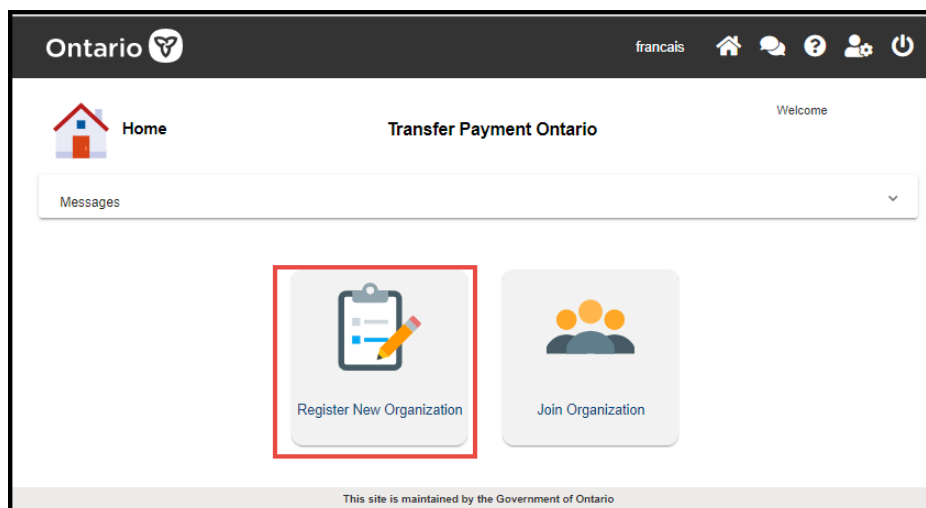 Ontario
francais
Home
Transfer Payment Ontario
Welcome
Messages
Register New Organization
Join Organization
This site is maintained by the Government of Ontario